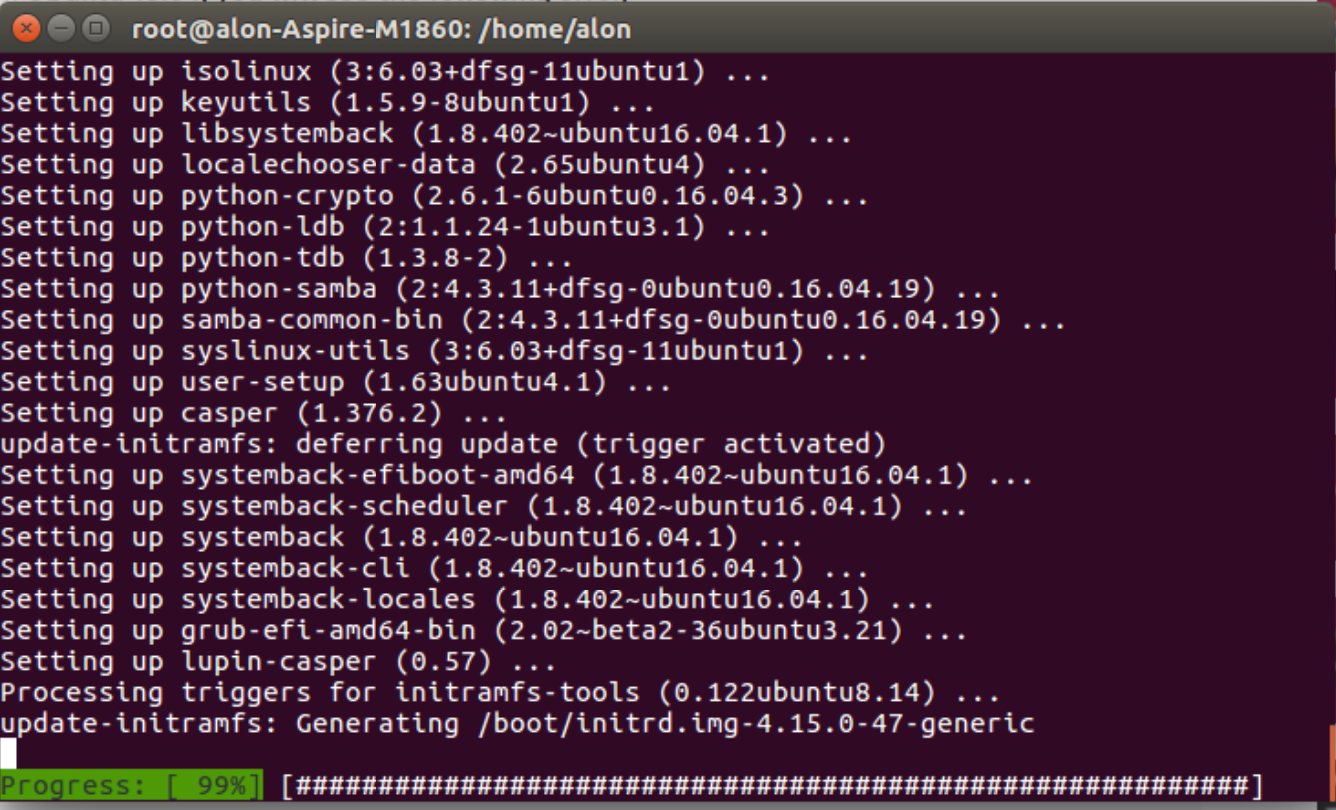 root@alon-Aspire-M1860: /home/alon
Setting up isolinux (3:6.03+dfsg-11ubuntu1) ...
Setting up keyutils (1.5.9-8ubuntu1) ...
Setting up libsystemback (1.8.402~ubuntu16.04.1) ...
Setting up localechooser-data (2.65ubuntu4) ...
Setting up python-crypto (2.6.1-6ubuntu0.16.04.3) ...
Setting up python-ldb (2:1.1.24-1ubuntu3.1) ...
Setting up python-tdb (1.3.8-2) ...
Setting up python-samba (2:4.3.11+dfsg-0ubuntu0.16.04.19) ...
Setting up samba-common-bin (2:4.3.11+dfsg-0ubuntu0.16.04.19) ...
Setting up syslinux-utils (3:6.03+dfsg-11ubuntu1) ...
Setting up user-setup (1.63ubuntu4.1) ...
Setting up casper (1.376.2) ...
update-initramfs: deferring update (trigger activated)
Setting up systemback-efiboot-amd64 (1.8.402~ubuntu16.04.1) ...
Setting up systemback-scheduler (1.8.402~ubuntu16.04.1) ...
Setting up systemback (1.8.402~ubuntu16.04.1) ...
Setting up systemback-cli (1.8.402~ubuntu16.04.1) ...
Setting up systemback-locales (1.8.402~ubuntu16.04.1) ...
Setting up grub-efi-amd64-bin (2.02~beta2-36ubuntu3.21) ...
Setting up lupin-casper (0.57) ...
Processing triggers for initramfs-tools (0.122ubuntu8.14) ...
update-initramfs: Generating /boot/initrd.img-4.15.0-47-generic
Progress: [ 99%] [##########################################################]